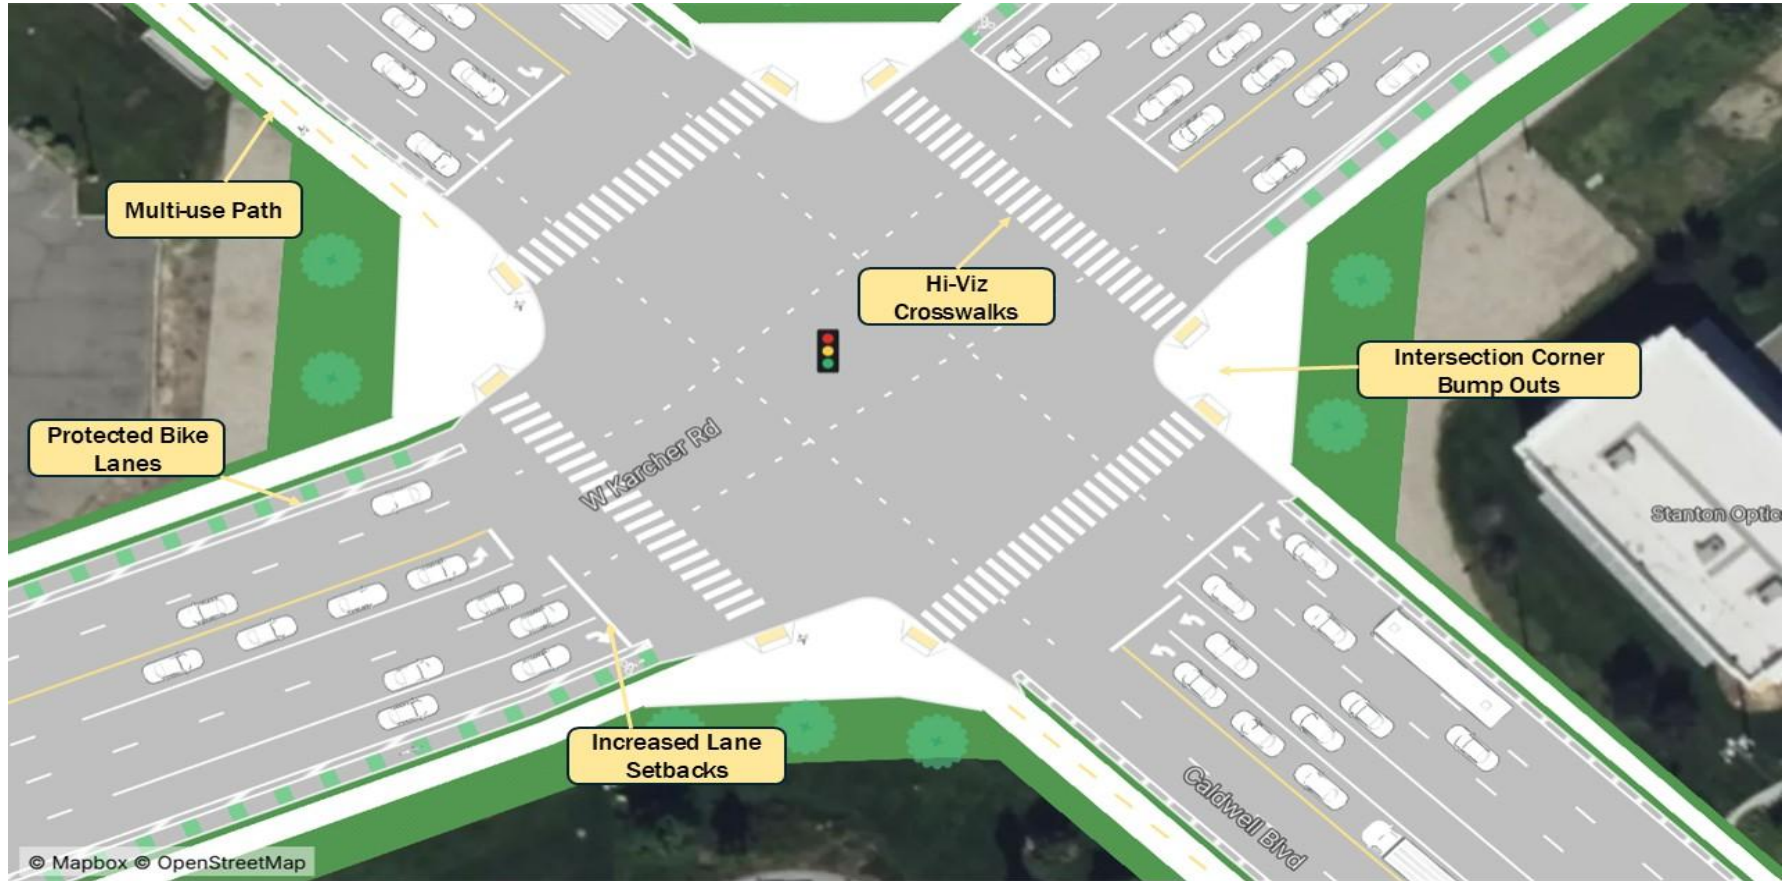 Multi-use Path
Hi-Viz
Crosswalks
Intersection Corner
Bump Outs
Protected Bike
Lanes
W Karcher Rd
Stanton Optic
Increased Lane
Setbacks
Caldwell Blvd
© Mapbox © OpenStreetMap